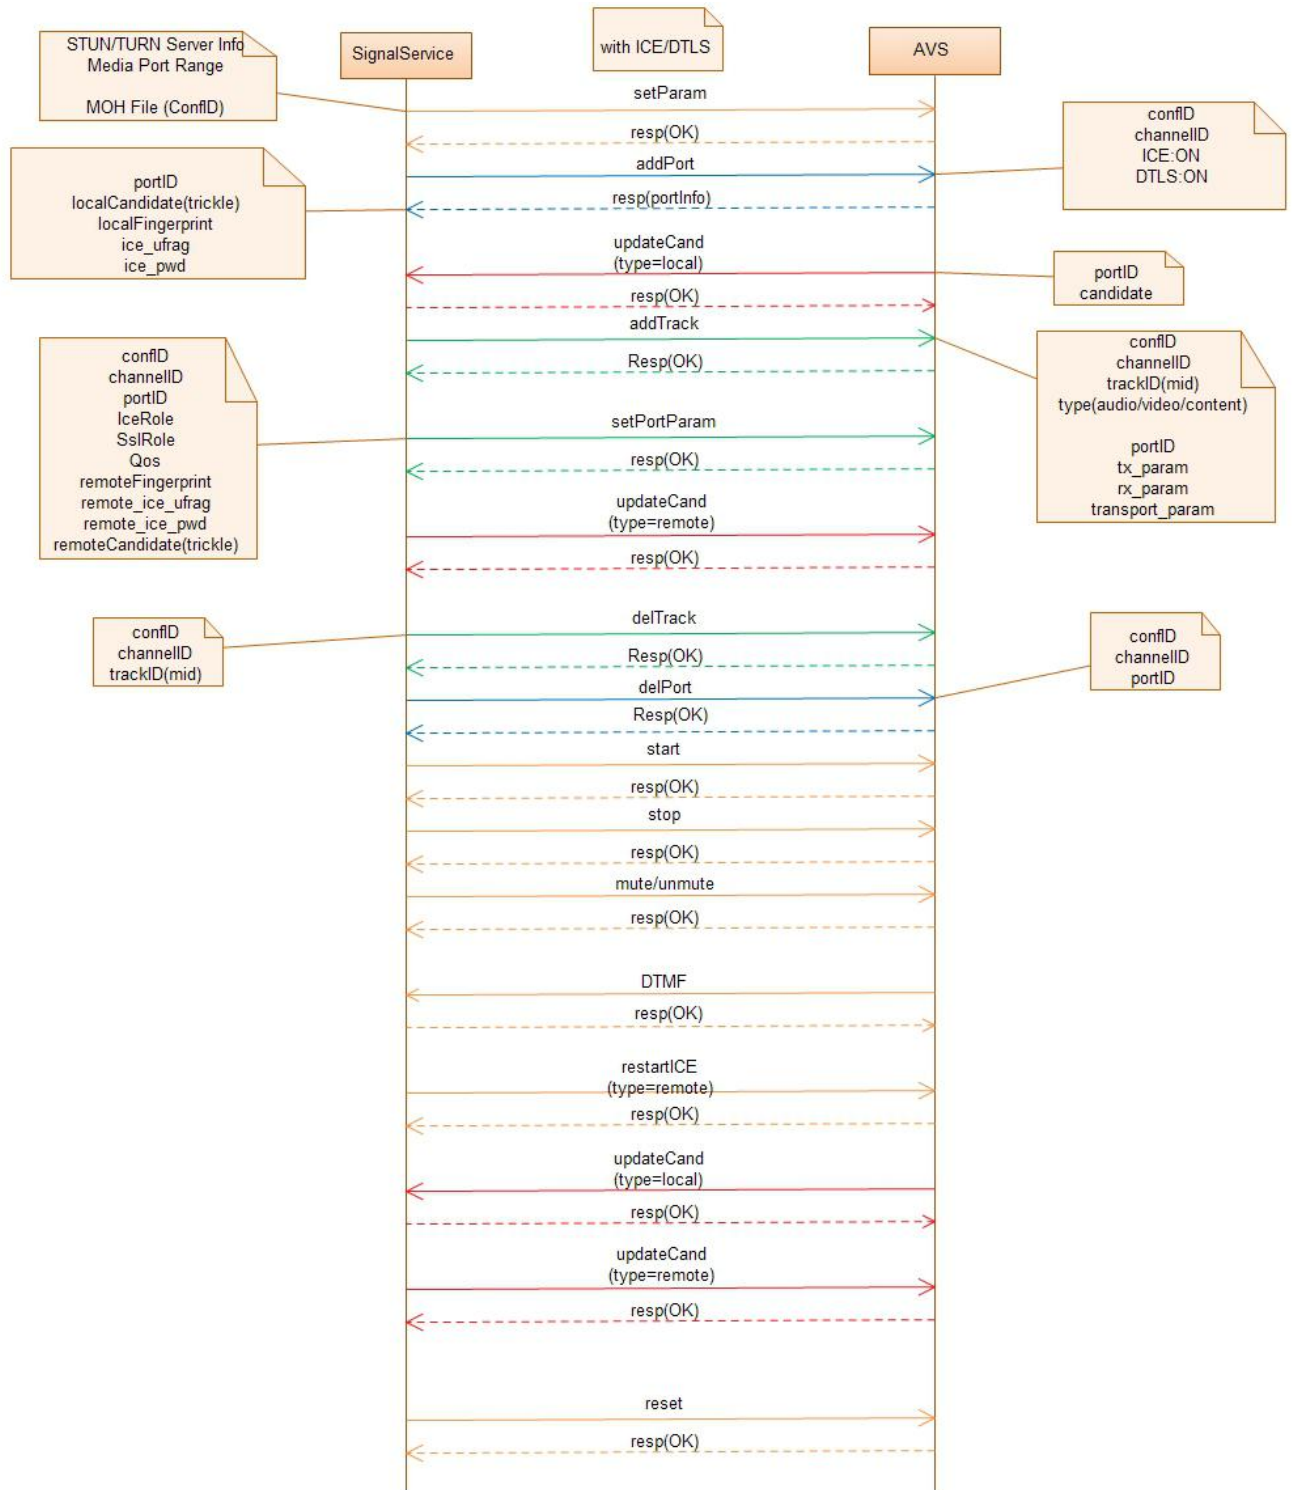 STUN/TURN Server Info
Media Port Range
MOH File (ConfID)
SignalService
with ICE/DTLS
AVS
setParam
resp(OK)
confID
channelID
ICE:ON
DTLS:ON
addPort
portID
localCandidate(trickle)
localFingerprint
ice_ufrag
ice_pwd
resp(portInfo)
updateCand
(type=local)
portID
candidate
resp(OK)
addTrack
confID
channelID
trackID(mid)
type(audio/video/content)
portID
tx_param
rx_param
transport_param
Resp(OK)
confID
channelID
portID
IceRole
SslRole
Qos
remoteFingerprint
remote_ice_ufrag
remote_ice_pwd
remoteCandidate(trickle)
setPortParam
resp(OK)
updateCand
(type=remote)
resp(OK)
confID
channelID
trackID(mid)
delTrack
Resp(OK)
confID
channelID
portID
delPort
Resp(OK)
start
resp(OK)
stop
resp(OK)
mute/unmute
resp(OK)
DTMF
resp(OK)
restartICE
(type=remote)
resp(OK)
updateCand
(type=local)
resp(OK)
updateCand
(type=remote)
resp(OK)
reset
resp(OK)